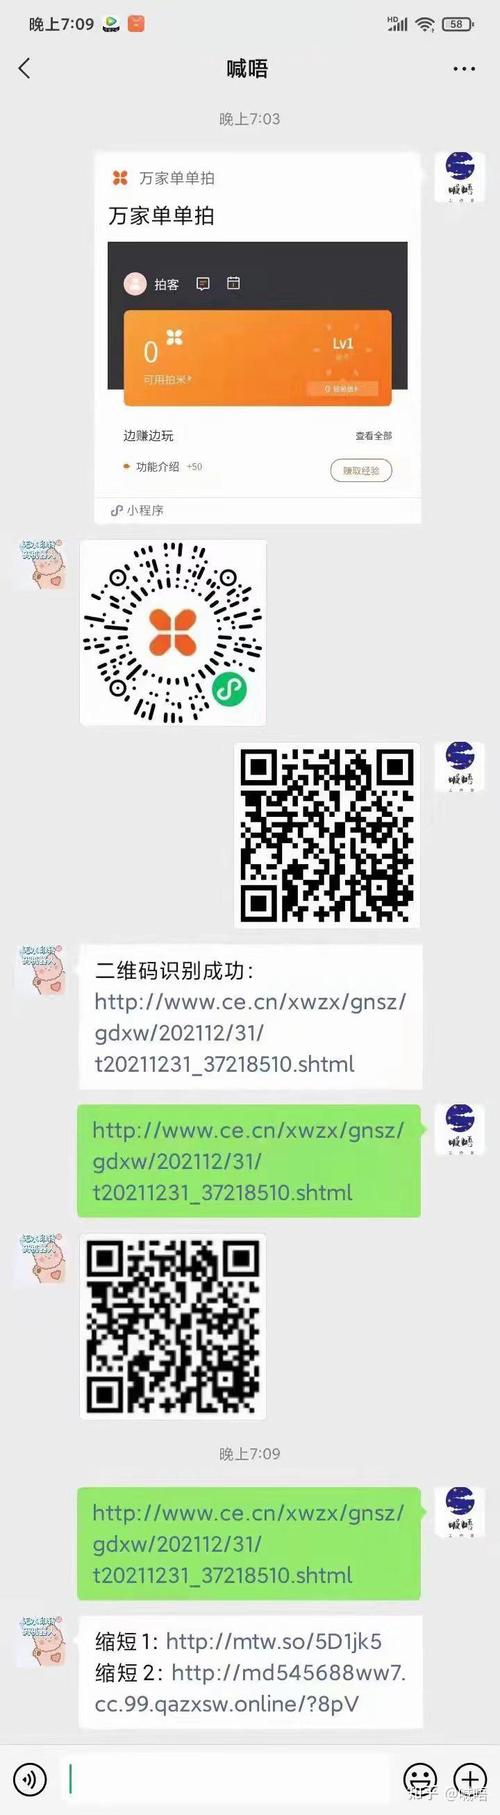 晚上7:09
HD
58
喊唔
晚上7:03
万家单单拍
万家单单拍
拍客
0
可用拍米
Lv1
边赚边玩
查看全部
功能介绍 +50
赚取经验
小程序
二维码识别成功：
http://www.ce.cn/xwzx/gnsz/
gdxw/202112/31/
t20211231_37218510.shtml
http://www.ce.cn/xwzx/gnsz/
gdxw/202112/31/
t20211231_37218510.shtml
晚上7:09
http://www.ce.cn/xwzx/gnsz/
gdxw/202112/31/
t20211231_37218510.shtml
缩短1: http://mtw.so/5D1jk5
缩短2: http://md545688ww7.
cc.99.qazxsw.online/?8pV
知乎 @喊唔